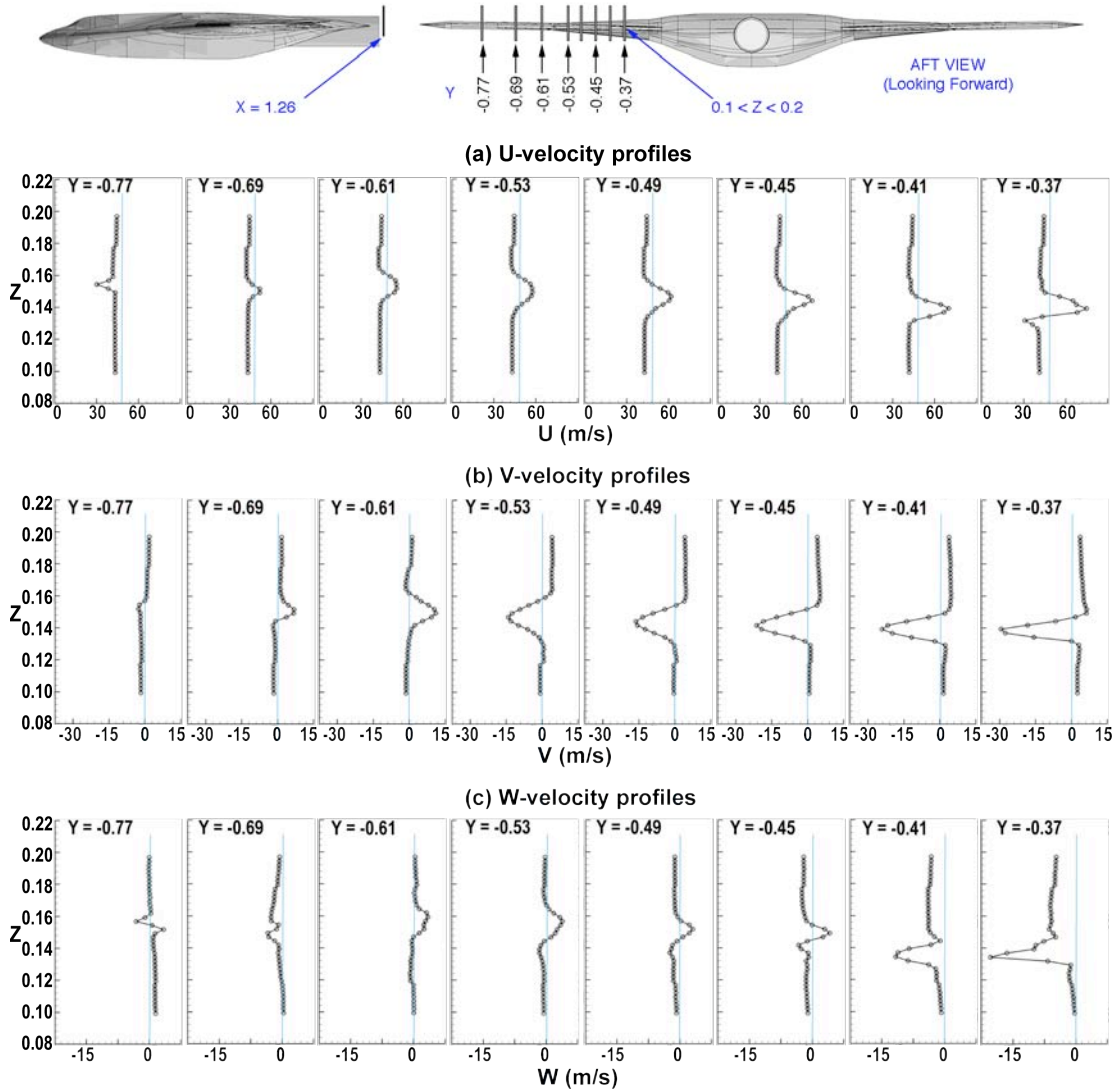 X = 1.26
Y
-0.77
-0.69
-0.61
-0.53
-0.45
-0.37
0.1 < Z < 0.2
AFT VIEW
(Looking Forward)
(a) U-velocity profiles
Y = -0.77 Y = -0.69 Y = -0.61 Y = -0.53 Y = -0.49 Y = -0.45 Y = -0.41 Y = -0.37
0.22
0.20
0.18
0.16
Z
0.14
0.12
0.10
0.08
0 30 60 0 30 60 0 30 60 0 30 60 0 30 60 0 30 60 0 30 60 0 30 60
U (m/s)
(b) V-velocity profiles
Y = -0.77 Y = -0.69 Y = -0.61 Y = -0.53 Y = -0.49 Y = -0.45 Y = -0.41 Y = -0.37
0.22
0.20
0.18
0.16
Z
0.14
0.12
0.10
0.08
-30 -15 0 15 -30 -15 0 15 -30 -15 0 15 -30 -15 0 15 -30 -15 0 15 -30 -15 0 15 -30 -15 0 15 -30 -15 0 15
V (m/s)
(c) W-velocity profiles
Y = -0.77 Y = -0.69 Y = -0.61 Y = -0.53 Y = -0.49 Y = -0.45 Y = -0.41 Y = -0.37
0.22
0.20
0.18
0.16
Z
0.14
0.12
0.10
0.08
-15 0 -15 0 -15 0 -15 0 -15 0 -15 0 -15 0 -15 0
W (m/s)